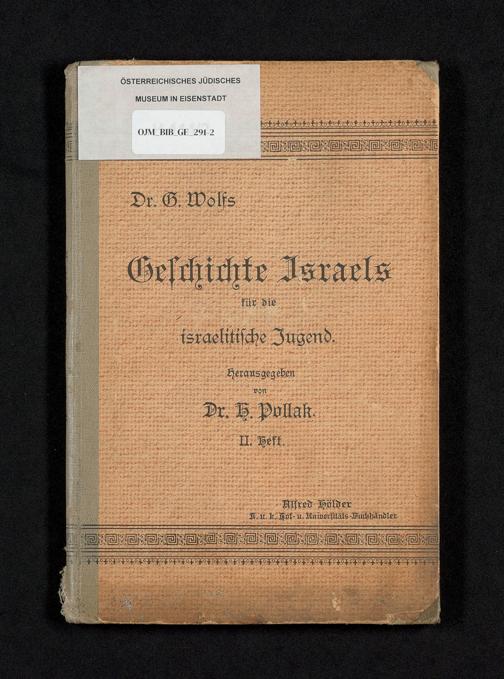 ÖSTERREICHISCHES JÜDISCHES
MUSEUM IN EISENSTADT
OJM_BIB_GE_291-2
Dr. G. Wolfs
Geschichte Israels
für die
israelitische Jugend.
Herausgegeben
von
Dr. H. Pollak.
II. Heft.
Alfred Hölder
K. u. k. Hof- u. Universitäts-Buchhändler